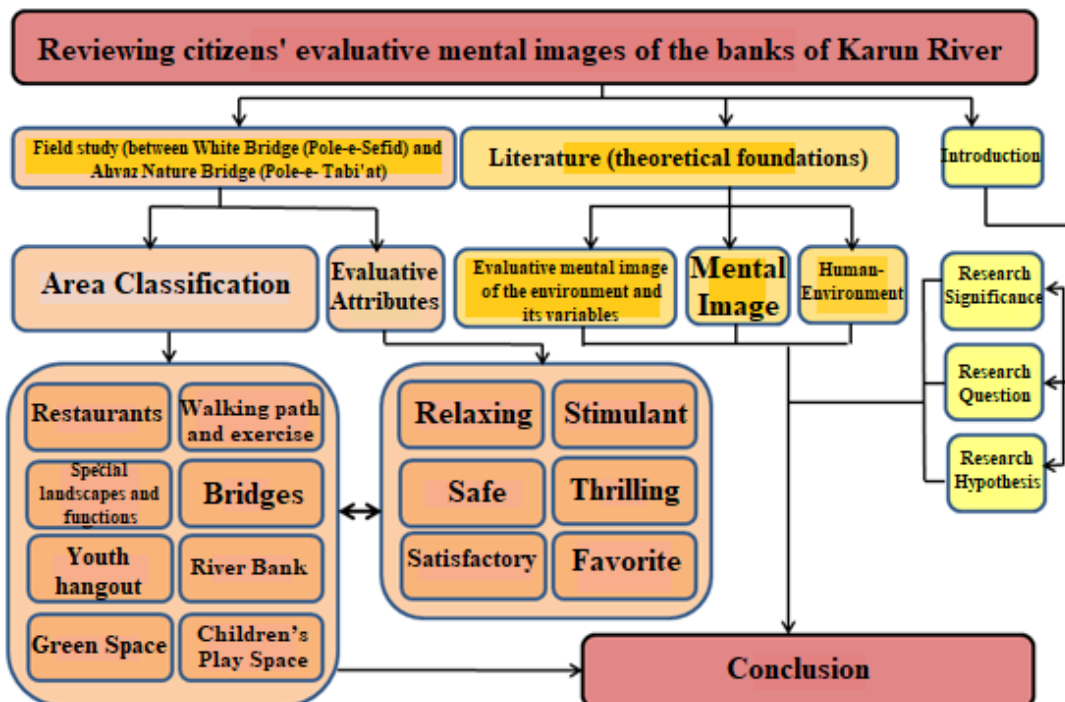 Reviewing citizens' evaluative mental images of the banks of Karun River
Field study (between White Bridge (Pole-e-Sefid) and
Ahvaz Nature Bridge (Pole-e- Tabi'at)
Literature (theoretical foundations)
Introduction
Area Classification
Evaluative
Attributes
Evaluative mental image
of the environment and
its variables
Mental
Image
Human-
Environment
Research
Significance
Research
Question
Research
Hypothesis
Restaurants
Walking path
and exercise
Special
landscapes and
functions
Bridges
Youth
hangout
River Bank
Green Space
Children's
Play Space
Relaxing
Stimulant
Safe
Thrilling
Satisfactory
Favorite
Conclusion